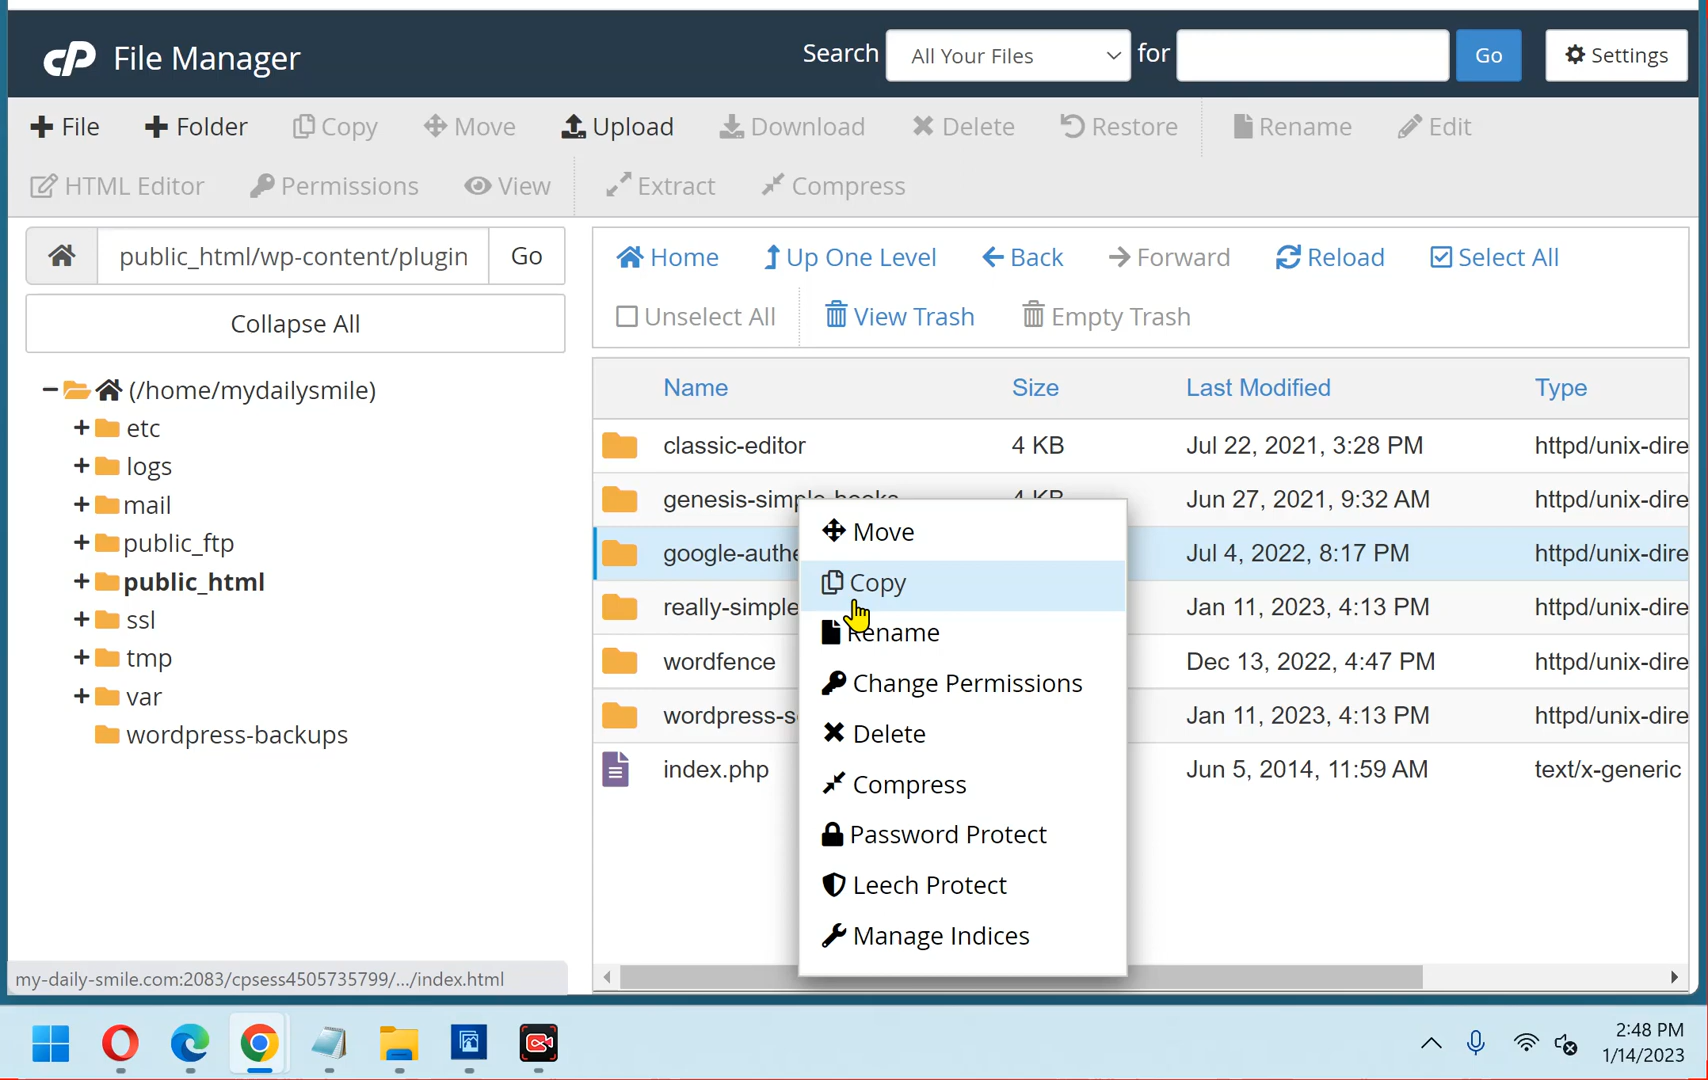 cP File Manager Search All Your Files for Go Settings
File Folder Copy Move Upload Download Delete Restore Rename Edit
HTML Editor Permissions View Extract Compress
public_html/wp-content/plugin Go
Collapse All
(/home/mydailysmile)
etc
logs
mail
public_ftp
public_html
ssl
tmp
var
wordpress-backups
Home Up One Level Back Forward Reload Select All
Unselect All View Trash Empty Trash
Name Size Last Modified Type
classic-editor 4 KB Jul 22, 2021, 3:28 PM httpd/unix-dire
genesis-simple-hooks 4 KB Jun 27, 2021, 9:32 AM httpd/unix-dire
google-authe Jul 4, 2022, 8:17 PM httpd/unix-dire
really-simple Jan 11, 2023, 4:13 PM httpd/unix-dire
wordfence Dec 13, 2022, 4:47 PM httpd/unix-dire
wordpress-s Jan 11, 2023, 4:13 PM httpd/unix-dire
index.php Jun 5, 2014, 11:59 AM text/x-generic
Move
Copy
Rename
Change Permissions
Delete
Compress
Password Protect
Leech Protect
Manage Indices
my-daily-smile.com:2083/cpsess4505735799/.../index.html
2:48 PM
1/14/2023